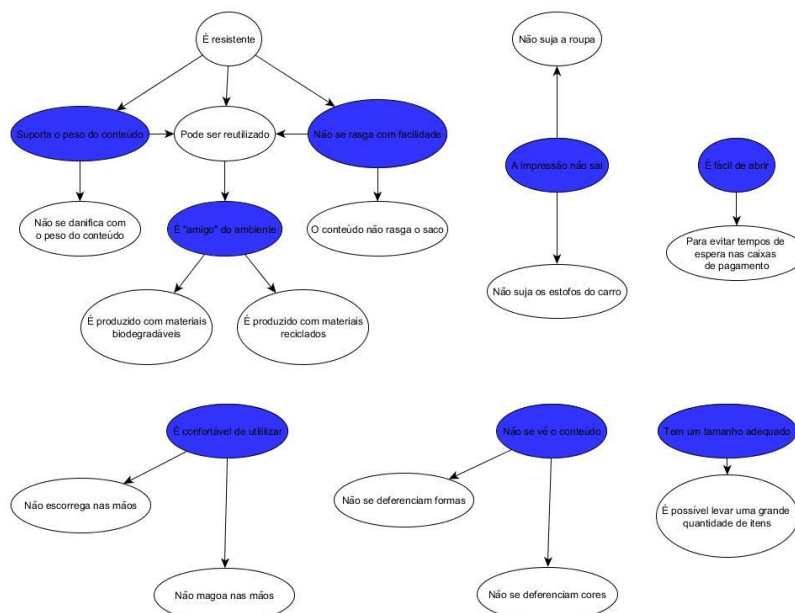 É resistente
Não suja a roupa
Suporta o peso do conteúdo
Pode ser reutilizado
Não se rasga com facilidade
A impressão não sai
É fácil de abrir
Não se danifica com
o peso do conteúdo
É "amigo" do ambiente
O conteúdo não rasga o saco
Para evitar tempos de
espera nas caixas
de pagamento
Não suja os estofos do carro
É produzido com materiais
biodegradáveis
É produzido com materiais
reciclados
É confortável de utililizar
Não se vê o conteúdo
Tem um tamanho adequado
Não escorrega nas mãos
Não se deferenciam formas
É possível levar uma grande
quantidade de itens
Não magoa nas mãos
Não se deferenciam cores